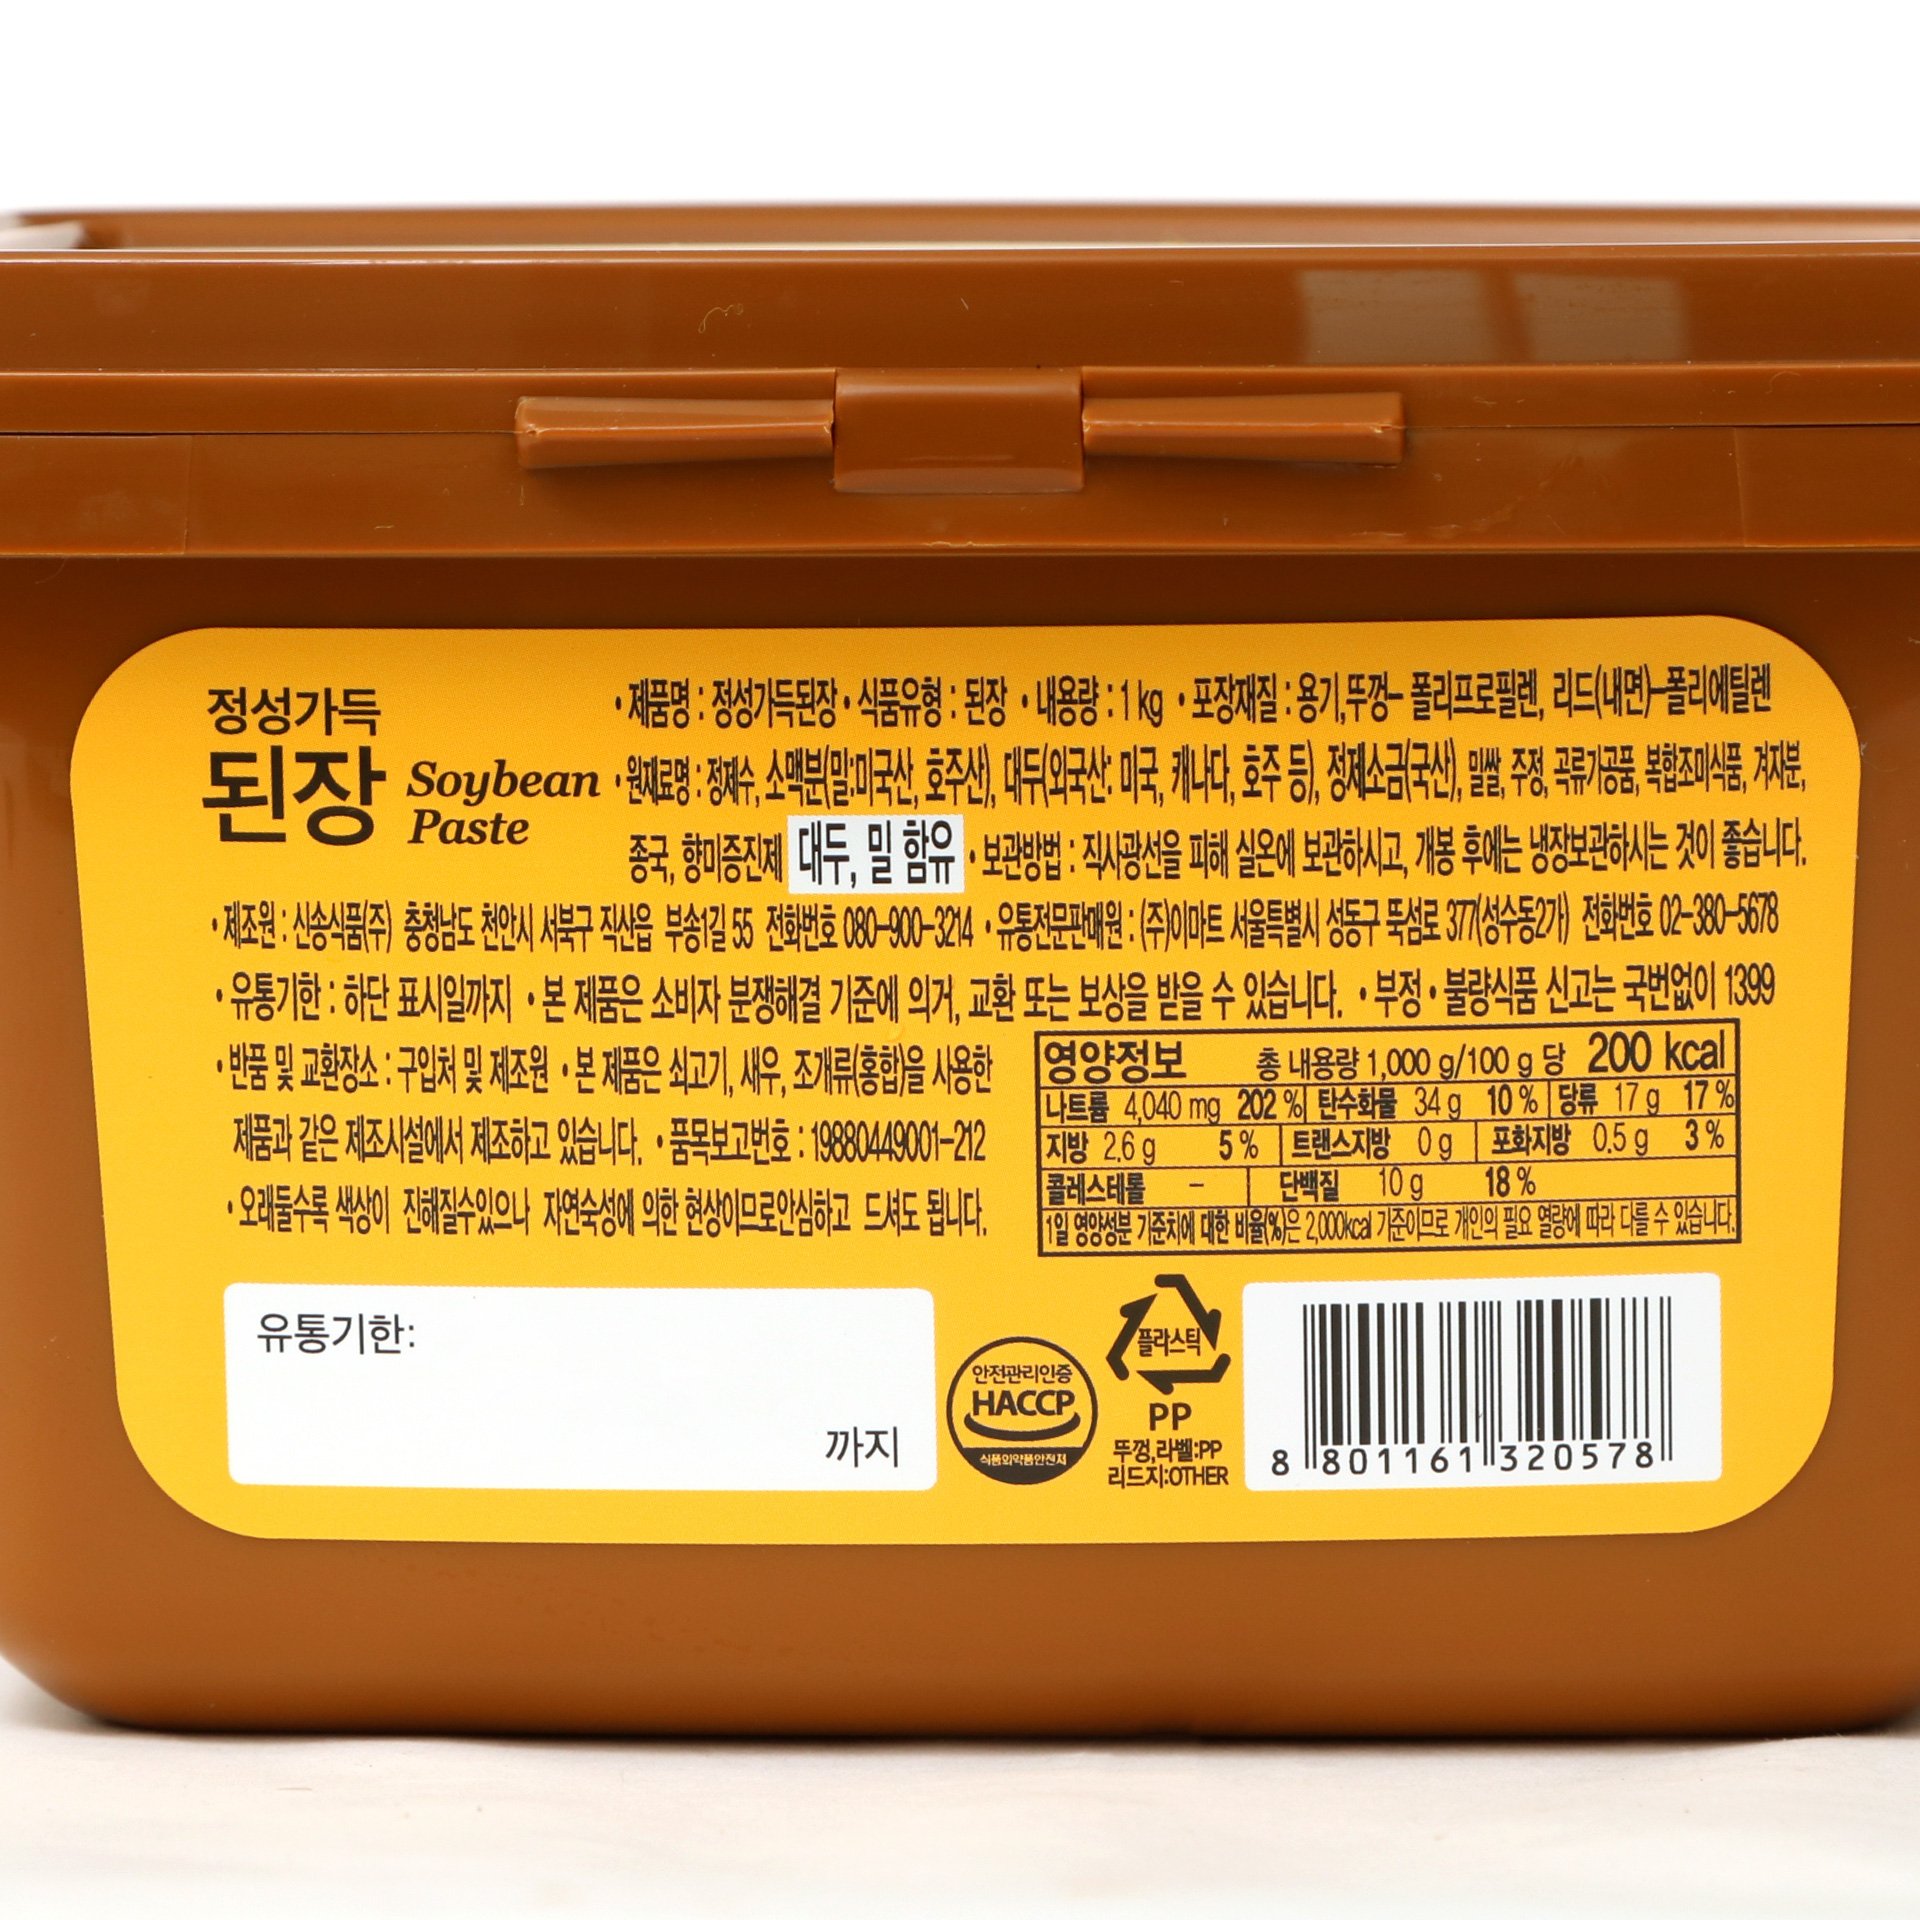 정성가득
된장 Soybean Paste
• 제품명 : 정성가득된장 • 식품유형 : 된장 • 내용량 : 1 kg • 포장재질 : 용기,뚜껑- 폴리프로필렌, 리드(내면)-폴리에틸렌
• 원재료명 : 정제수, 소맥분(밀:미국산, 호주산), 대두(외국산: 미국, 캐나다, 호주 등), 정제소금(국산), 밀쌀, 주정, 곡류가공품, 복합조미식품, 겨자분,
종국, 향미증진제 대두, 밀 함유 • 보관방법 : 직사광선을 피해 실온에 보관하시고, 개봉 후에는 냉장보관하시는 것이 좋습니다.
• 제조원 : 신송식품(주) 충청남도 천안시 서북구 직산읍 부송1길 55 전화번호 080-900-3214 • 유통전문판매원 : (주)이마트 서울특별시 성동구 뚝섬로 377(성수동2가) 전화번호 02-380-5678
• 유통기한 : 하단 표시일까지 • 본 제품은 소비자 분쟁해결 기준에 의거, 교환 또는 보상을 받을 수 있습니다. • 부정 • 불량식품 신고는 국번없이 1399
• 반품 및 교환장소 : 구입처 및 제조원 • 본 제품은 쇠고기, 새우, 조개류(홍합)을 사용한
제품과 같은 제조시설에서 제조하고 있습니다. • 품목보고번호 : 19880449001-212
• 오래둘수록 색상이 진해질수있으나 자연숙성에 의한 현상이므로안심하고 드셔도 됩니다.
영양정보 총 내용량 1,000 g/100 g 당 200 kcal
나트륨 4,040 mg 202 % 탄수화물 34 g 10 % 당류 17 g 17 %
지방 2.6 g 5 % 트랜스지방 0 g 포화지방 0.5 g 3 %
콜레스테롤 - 단백질 10 g 18 %
1일 영양성분 기준치에 대한 비율(%)은 2,000kcal 기준이므로 개인의 필요 열량에 따라 다를 수 있습니다.
유통기한:
까지
안전관리인증
HACCP
식품의약품안전처
플라스틱
PP
뚜껑,라벨:PP
리드지:OTHER
8 801161 320578